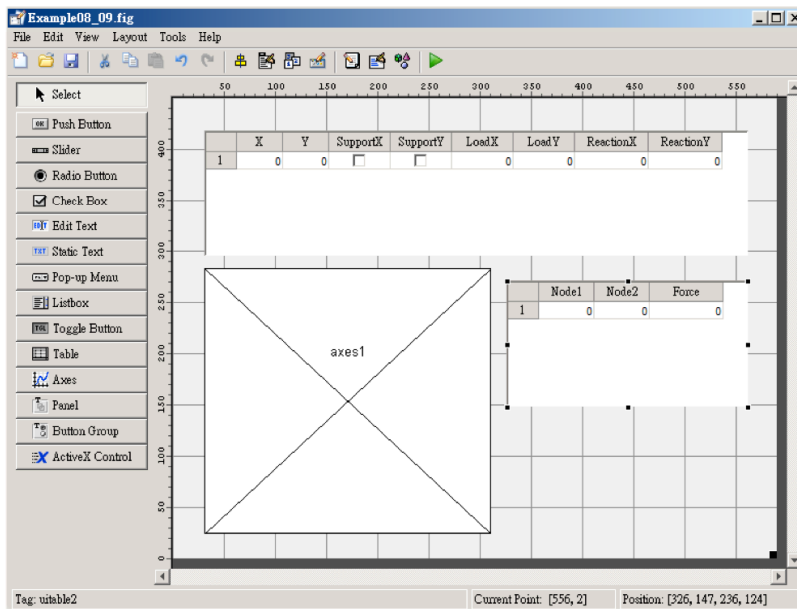 Example08_09.fig
File Edit View Layout Tools Help
Select
OK Push Button
Slider
Radio Button
Check Box
EDIT Edit Text
TXT Static Text
Pop-up Menu
Listbox
TGL Toggle Button
Table
Axes
Panel
Button Group
ActiveX Control
50 100 150 200 250 300 350 400 450 500 550
400
350
300
250
200
150
100
50
0
X Y SupportX SupportY LoadX LoadY ReactionX ReactionY
1 0 0 0 0 0 0
axes1
Node1 Node2 Force
1 0 0 0
Tag: uitable2 Current Point: [556, 2] Position: [326, 147, 236, 124]